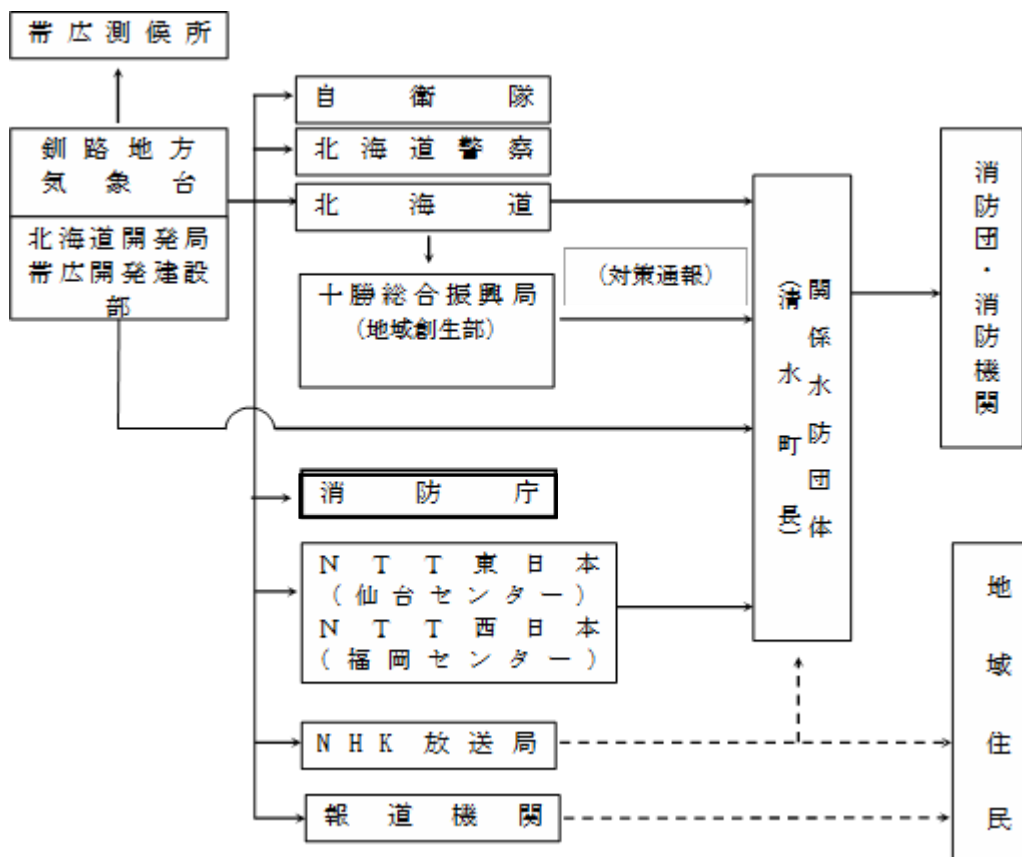 帯広測候所
釧路地方
気象台
北海道開発局
帯広開発建設
部
自衛隊
北海道警察
北海道
十勝総合振興局
(地域創生部)
(対策通報)
関係水防団体
(清水町長)
消防団・消防機関
消防庁
NTT東日本
(仙台センター)
NTT西日本
(福岡センター)
NHK放送局
報道機関
地域住民